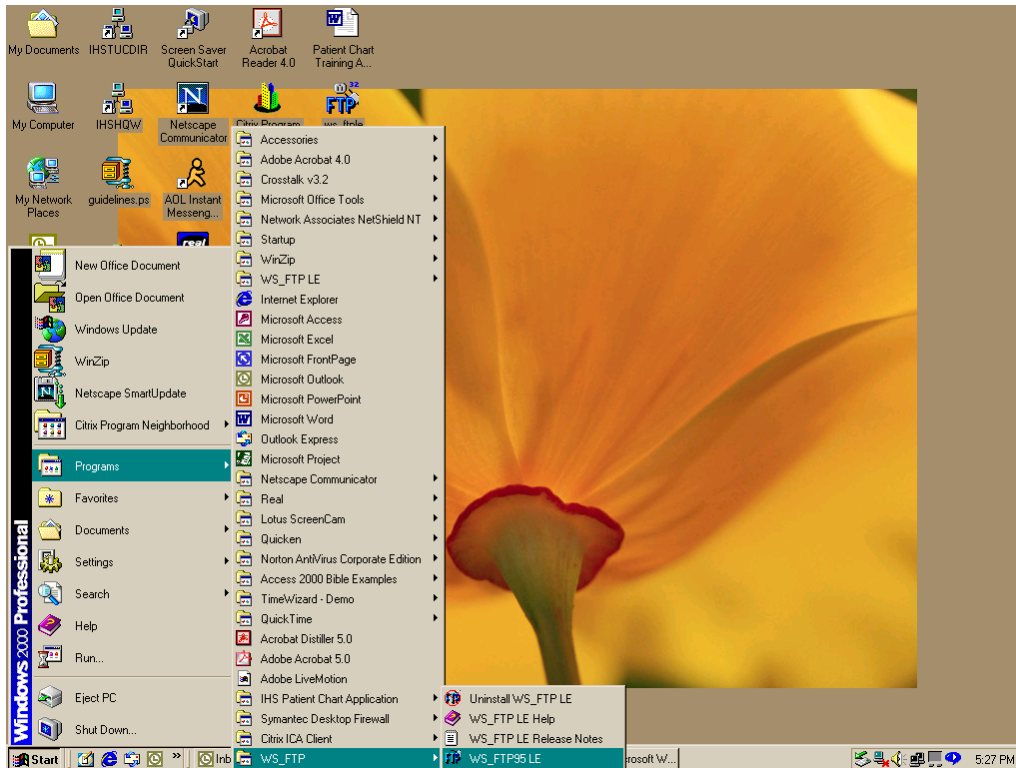 My Documents
IHSTUCDIR
Screen Saver
QuickStart
Acrobat
Reader 4.0
Patient Chart
Training A...
My Computer
IHSHQW
Netscape
Communicator
Citrix Program
ws_ftple
My Network
Places
guidelines.ps
AOL Instant
Messeng...
real
New Office Document
Open Office Document
Windows Update
WinZip
Netscape SmartUpdate
Citrix Program Neighborhood
Programs
Favorites
Documents
Settings
Search
Help
Run...
Eject PC
Shut Down...
Windows 2000 Professional
Accessories
Adobe Acrobat 4.0
Crosstalk v3.2
Microsoft Office Tools
Network Associates NetShield NT
Startup
WinZip
WS_FTP LE
Internet Explorer
Microsoft Access
Microsoft Excel
Microsoft FrontPage
Microsoft Outlook
Microsoft PowerPoint
Microsoft Word
Outlook Express
Microsoft Project
Netscape Communicator
Real
Lotus ScreenCam
Quicken
Norton AntiVirus Corporate Edition
Access 2000 Bible Examples
TimeWizard - Demo
QuickTime
Acrobat Distiller 5.0
Adobe Acrobat 5.0
Adobe LiveMotion
IHS Patient Chart Application
Symantec Desktop Firewall
Citrix ICA Client
WS_FTP
Uninstall WS_FTP LE
WS_FTP LE Help
WS_FTP LE Release Notes
WS_FTP95 LE
Start
»
Inb
rosoft W...
5:27 PM